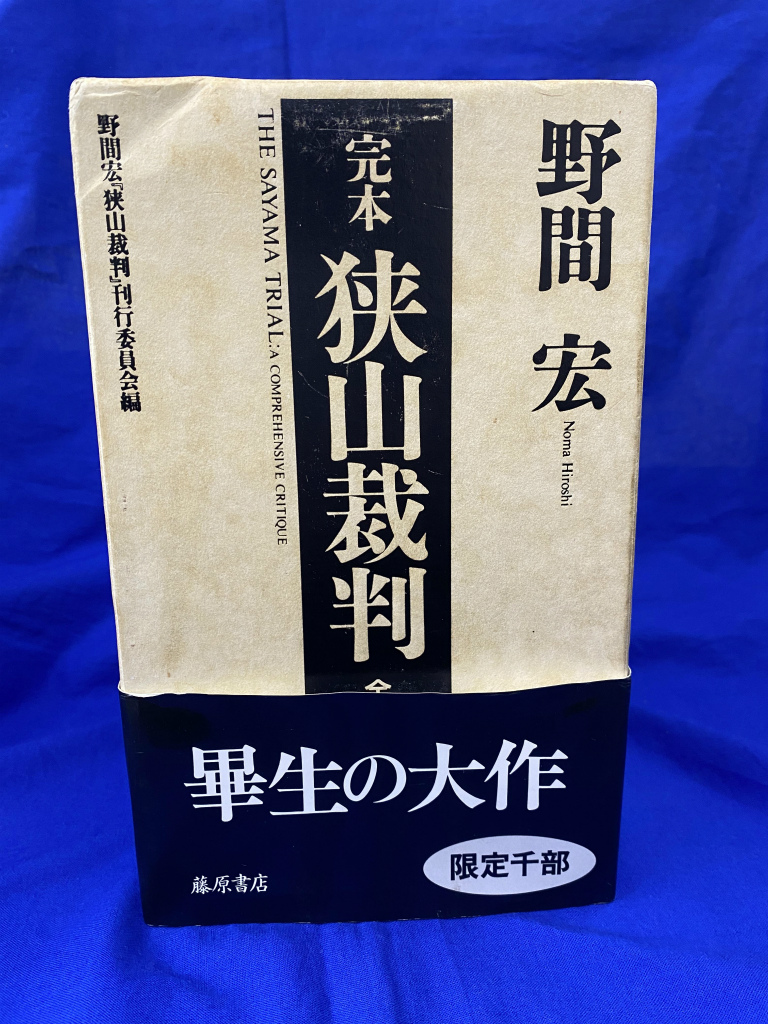 野間 宏
Noma Hiroshi
完本
狭山裁判
全
THE SAYAMA TRIAL: A COMPREHENSIVE CRITIQUE
野間宏『狭山裁判』刊行委員会編
畢生の大作
限定千部
藤原書店